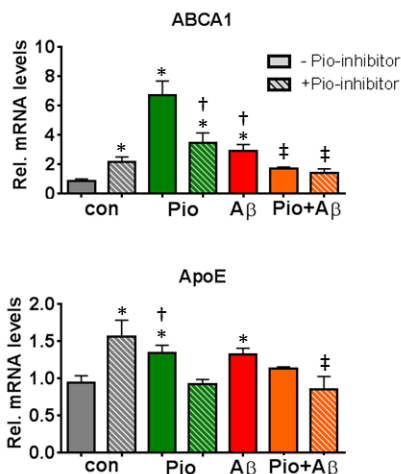 ABCA1
Rel. mRNA levels
10
8
6
4
2
0
- Pio-inhibitor
+Pio-inhibitor
*
*
†
*
†
*
‡
‡
con
Pio
Aβ
Pio+Aβ
ApoE
Rel. mRNA levels
2.0
1.5
1.0
0.5
0.0
*
†
*
*
‡
con
Pio
Aβ
Pio+Aβ